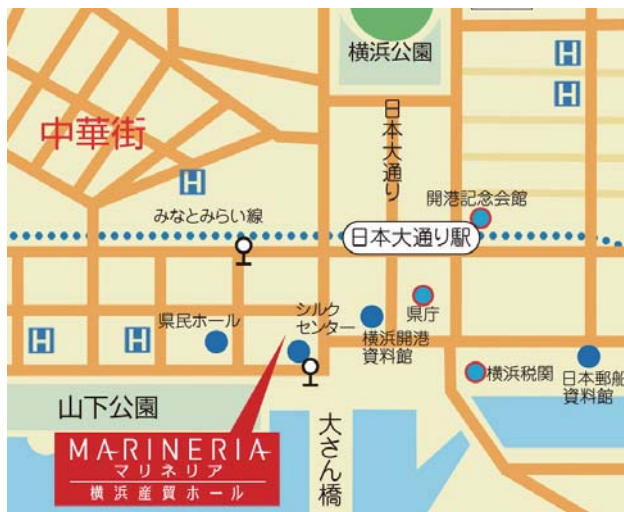 横浜公園
日本大通り
中華街
H
H
H
開港記念会館
みなとみらい線
日本大通り駅
県庁
シルク
センター
県民ホール
横浜開港
資料館
H
H
横浜税関
日本郵船
資料館
山下公園
大さん橋
MARINERIA
マリネリア
横浜産貿ホール